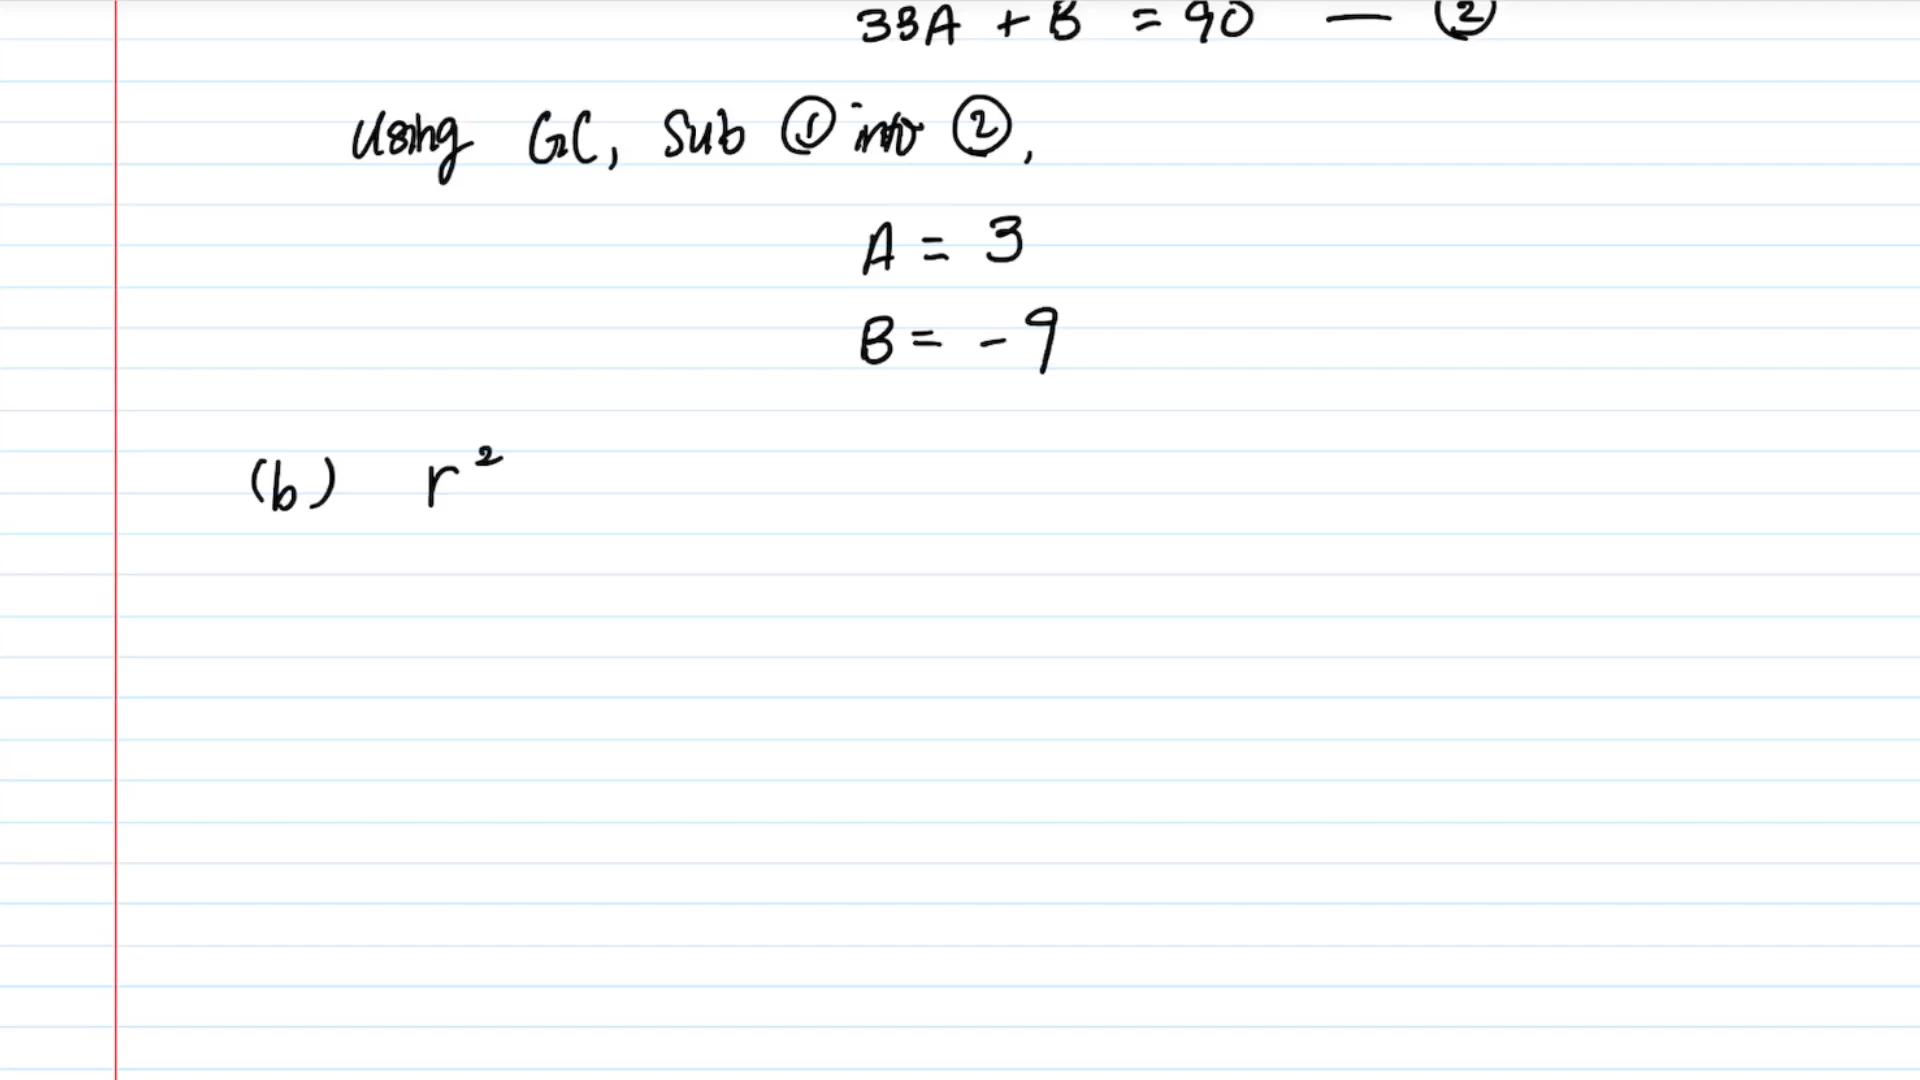 33A + B = 90 — ②
Using GC, Sub ① into ②,
A = 3
B = - 9
(b) r²